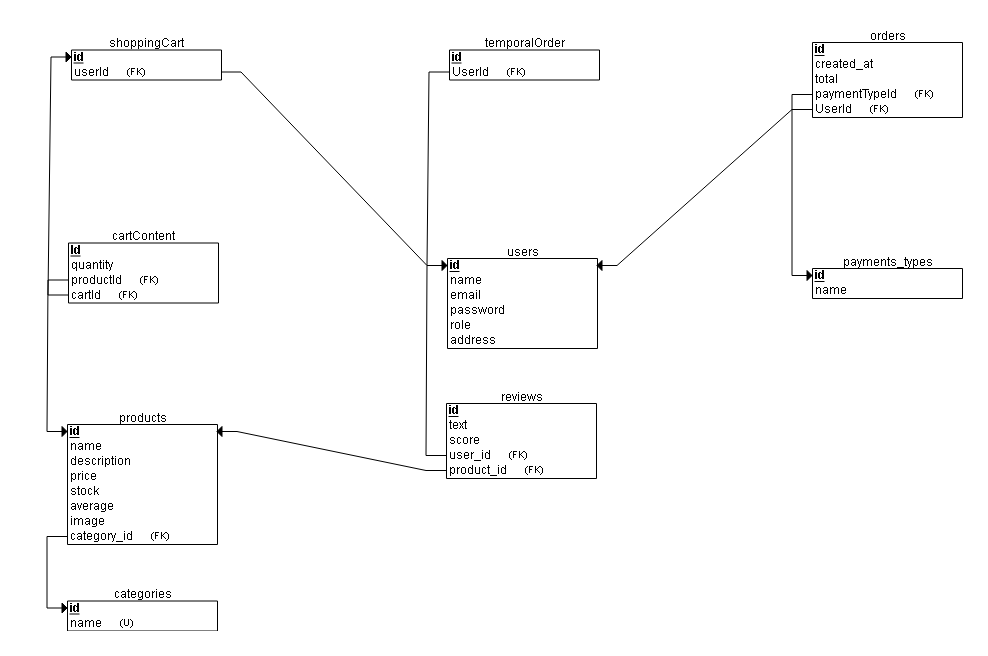 shoppingCart
id
userId (FK)
temporalOrder
id
UserId (FK)
orders
id
created_at
total
paymentTypeId (FK)
UserId (FK)
cartContent
Id
quantity
productId (FK)
cartId (FK)
users
id
name
email
password
role
address
payments_types
id
name
products
id
name
description
price
stock
average
image
category_id (FK)
reviews
id
text
score
user_id (FK)
product_id (FK)
categories
id
name (U)